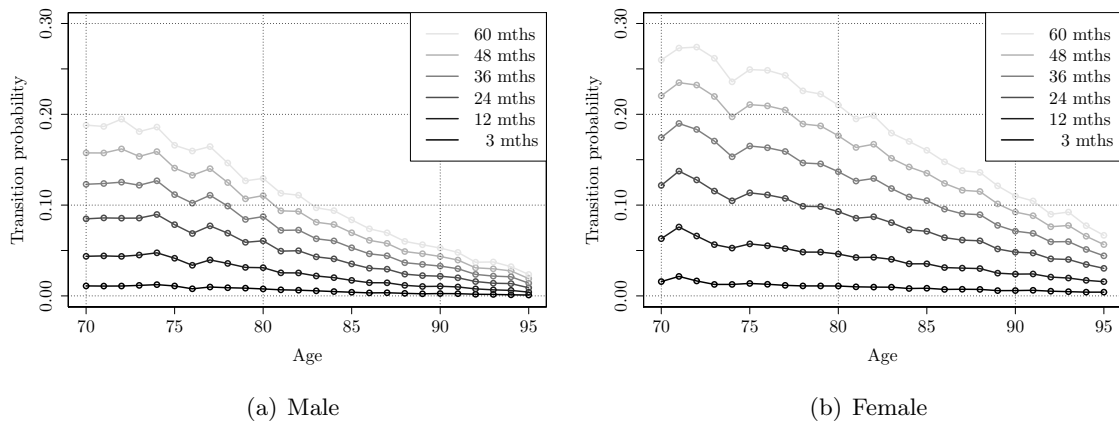 0.30
0.20
0.10
0.00
Transition probability
60 mths
48 mths
36 mths
24 mths
12 mths
3 mths
70 75 80 85 90 95
Age
(a) Male
0.30
0.20
0.10
0.00
Transition probability
60 mths
48 mths
36 mths
24 mths
12 mths
3 mths
70 75 80 85 90 95
Age
(b) Female